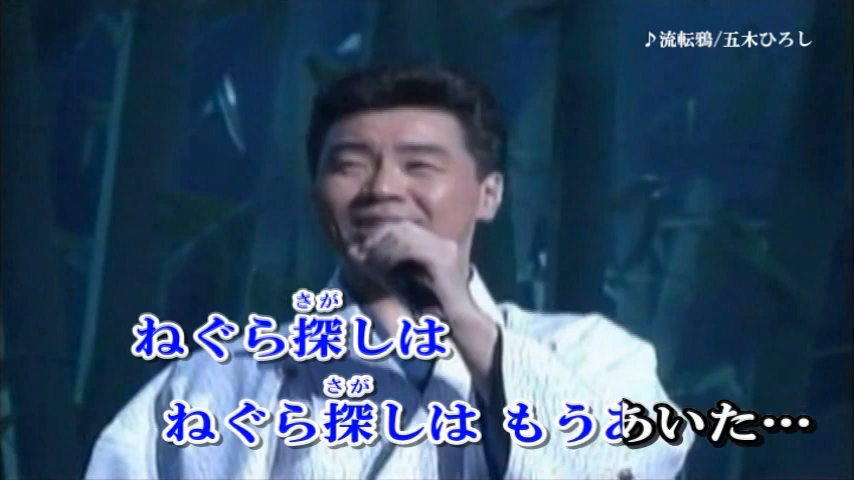 ♪流転鴉/五木ひろし
さが
ねぐら探しは
さが
ねぐら探しは もうあいた…